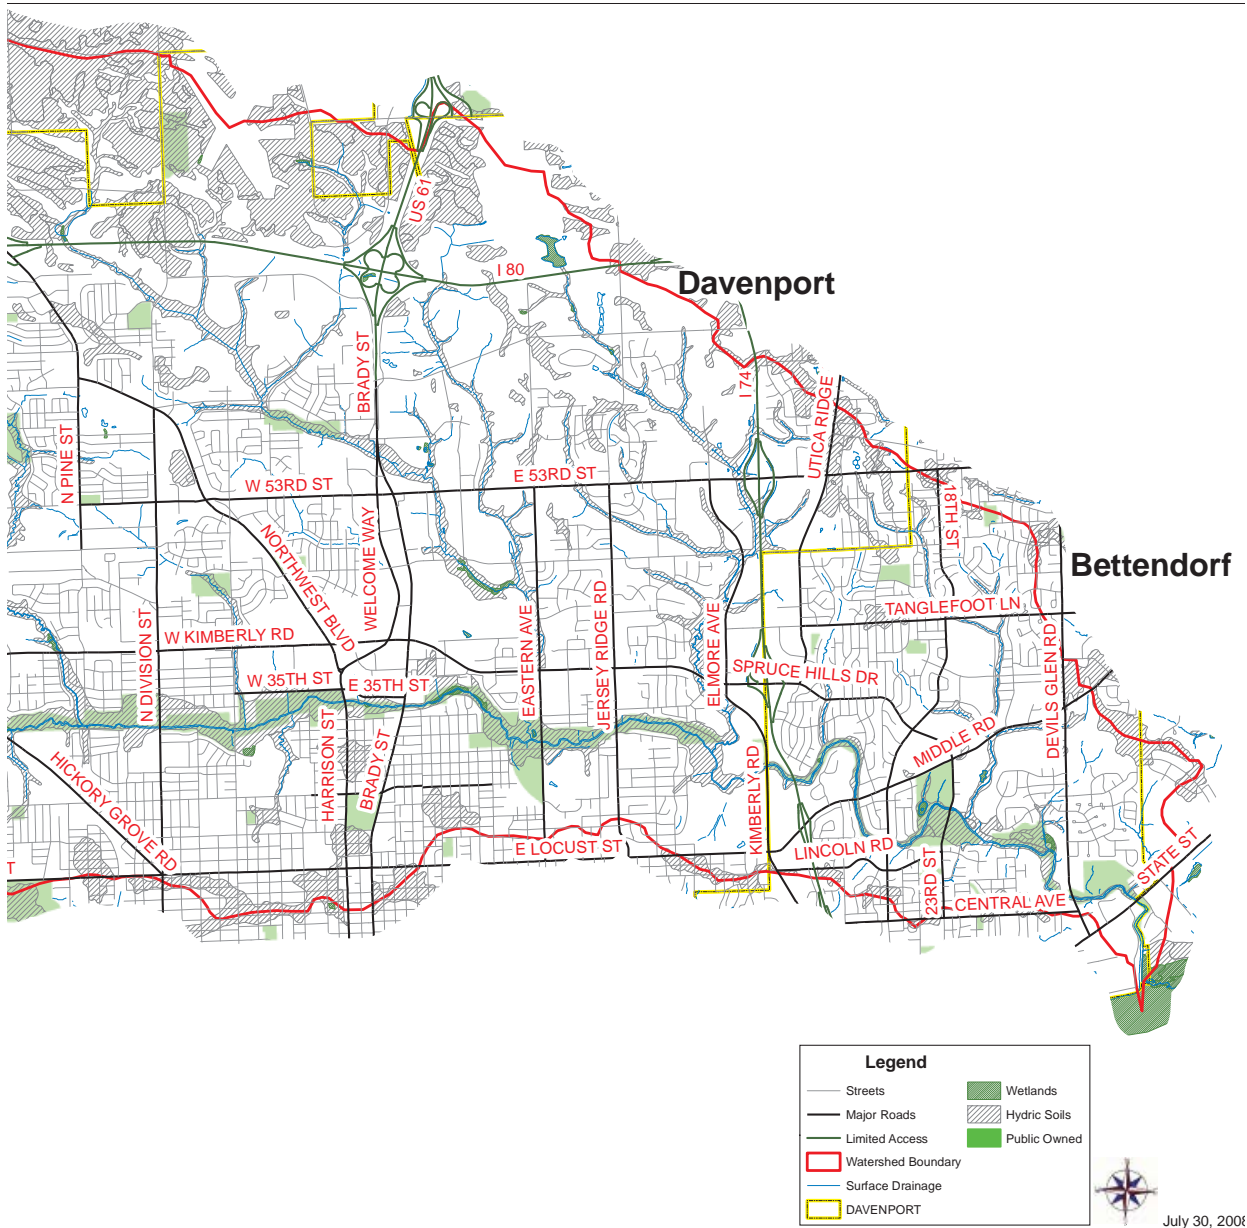 US 61
I 80
Davenport
BRADY ST
I 74
UTICA RIDGE
N PINE ST
W 53RD ST
E 53RD ST
18TH ST
NORTHWEST BLVD
WELCOME WAY
Bettendorf
TANGLEFOOT LN
W KIMBERLY RD
N DIVISION ST
EASTERN AVE
JERSEY RIDGE RD
ELMORE AVE
SPRUCE HILLS DR
DEVILS GLEN RD
W 35TH ST
E 35TH ST
HARRISON ST
BRADY ST
MIDDLE RD
HICKORY GROVE RD
KIMBERLY RD
E LOCUST ST
LINCOLN RD
T
23RD ST
CENTRAL AVE
STATE ST
Legend
Streets
Major Roads
Limited Access
Watershed Boundary
Surface Drainage
DAVENPORT
Wetlands
Hydric Soils
Public Owned
July 30, 2008